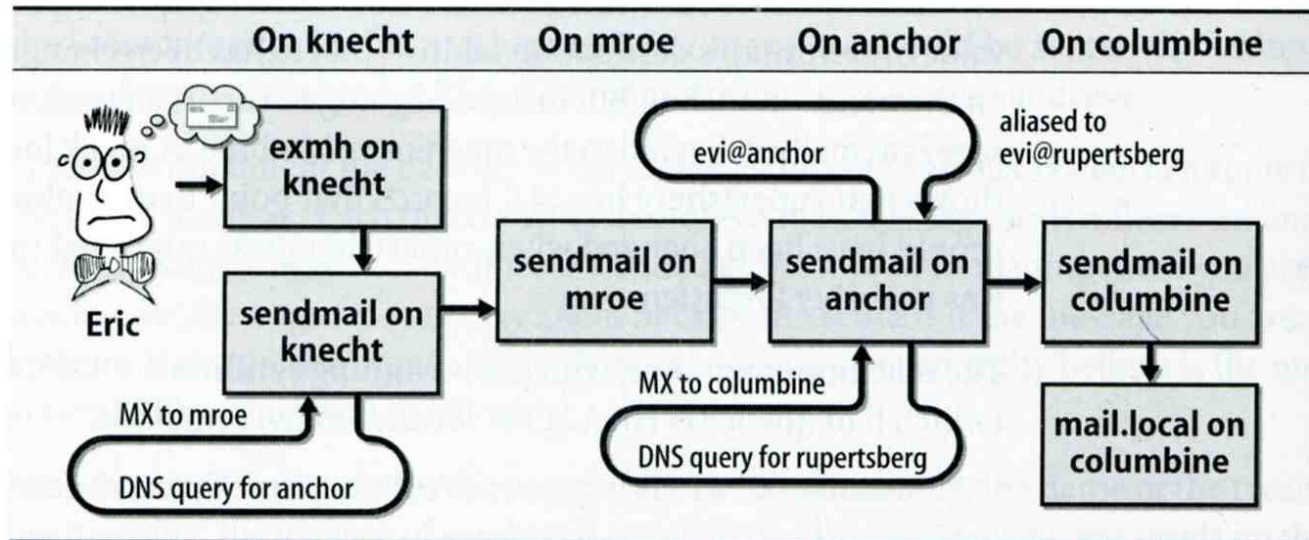 On knecht
On mroe
On anchor
On columbine
exmh on
knecht
Eric
sendmail on
knecht
MX to mroe
DNS query for anchor
sendmail on
mroe
evi@anchor
aliased to
evi@rupertsberg
sendmail on
anchor
MX to columbine
DNS query for rupertsberg
sendmail on
columbine
mail.local on
columbine